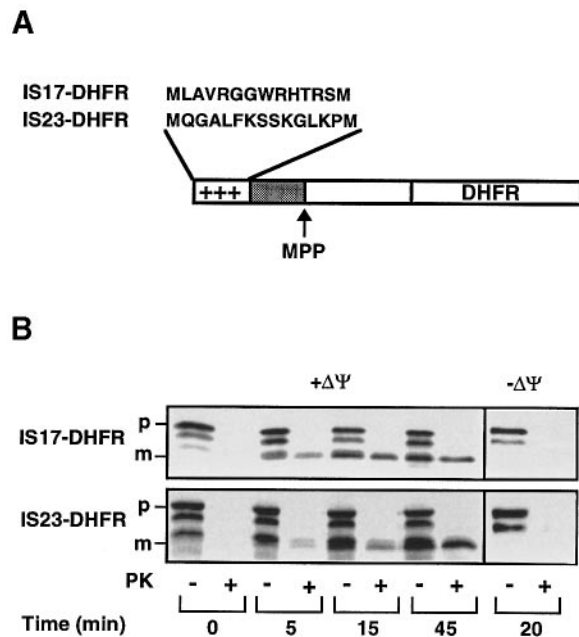 A
IS17-DHFR MLAVRGGWRHTRSM
IS23-DHFR MQGALFKSSKGLKPM
+++ DHFR
MPP
B
+ΔΨ -ΔΨ
IS17-DHFR p
m
IS23-DHFR p
m
PK - + - + - + - + - +
Time (min) 0 5 15 45 20